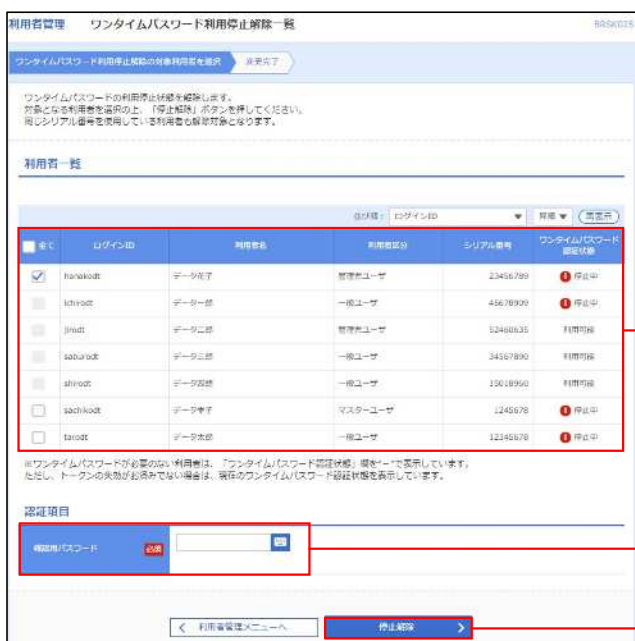 利用者管理 ワンタイムパスワード利用停止解除一覧 BRSK028
ワンタイムパスワード利用停止解除の対象利用者を選択 変更完了
ワンタイムパスワードの利用停止状態を解除します。
対象となる利用者を選択の上、「停止解除」ボタンを押してください。
同じシリアル番号を使用している利用者も解除対象となります。
利用者一覧
並び順： ログインID 昇順 再表示
全て ログインID 利用者名 利用者区分 シリアル番号 ワンタイムパスワード
認証状態
hanakodt データ花子 管理者ユーザ 23456789 停止中
ichirodt データ一郎 一般ユーザ 45678909 停止中
jirodt データ二郎 管理者ユーザ 52460635 利用可能
saburodt データ三郎 一般ユーザ 34567890 利用可能
shirodt データ四郎 一般ユーザ 利用可能
sachikodt データ幸子 マスターユーザ 1245678 停止中
tarodt データ太郎 一般ユーザ 12345678 停止中
※ワンタイムパスワードが必要のない利用者は、「ワンタイムパスワード認証状態」欄を"－"で表示しています。
ただし、トークンの失効がお済みでない場合は、現在のワンタイムパスワード認証状態を表示しています。
認証項目
確認用パスワード 必須
利用者管理メニューへ 停止解除